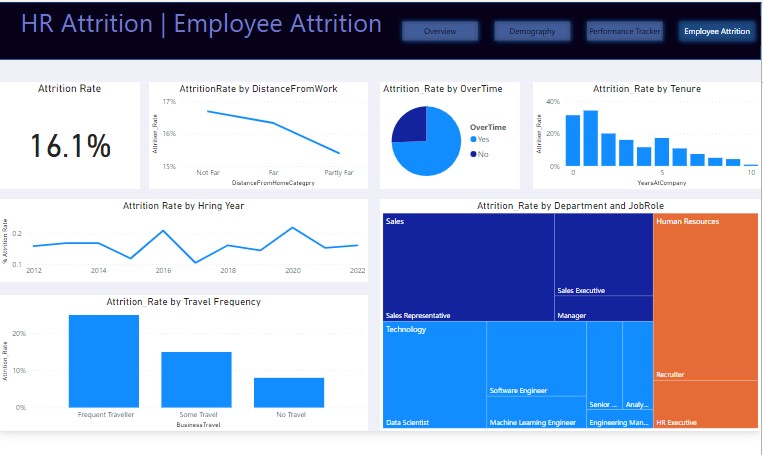 HR Attrition | Employee Attrition
Overview
Demography
Performance Tracker
Employee Attrition
Attrition Rate
16.1%
AttritionRate by DistanceFromWork
17%
16%
15%
Attrition_Rate
Not Far
Far
Partly Far
DistanceFromHomeCategpry
Attrition_Rate by OverTime
OverTime
Yes
No
Attrition_Rate by Tenure
40%
20%
0%
Attrition_Rate
0
5
10
YearsAtCompany
Attrition Rate by Hring Year
% Attrition Rate
0.2
0.1
2012
2014
2016
2018
2020
2022
Attrition_Rate by Travel Frequency
Attrition_Rate
20%
10%
0%
Frequent Traveller
Some Travel
No Travel
BusinessTravel
Attrition_Rate by Department and JobRole
Sales
Sales Representative
Sales Executive
Manager
Human Resources
Recruiter
HR Executive
Technology
Data Scientist
Software Engineer
Machine Learning Engineer
Senior ...
Analy...
Engineering Man...